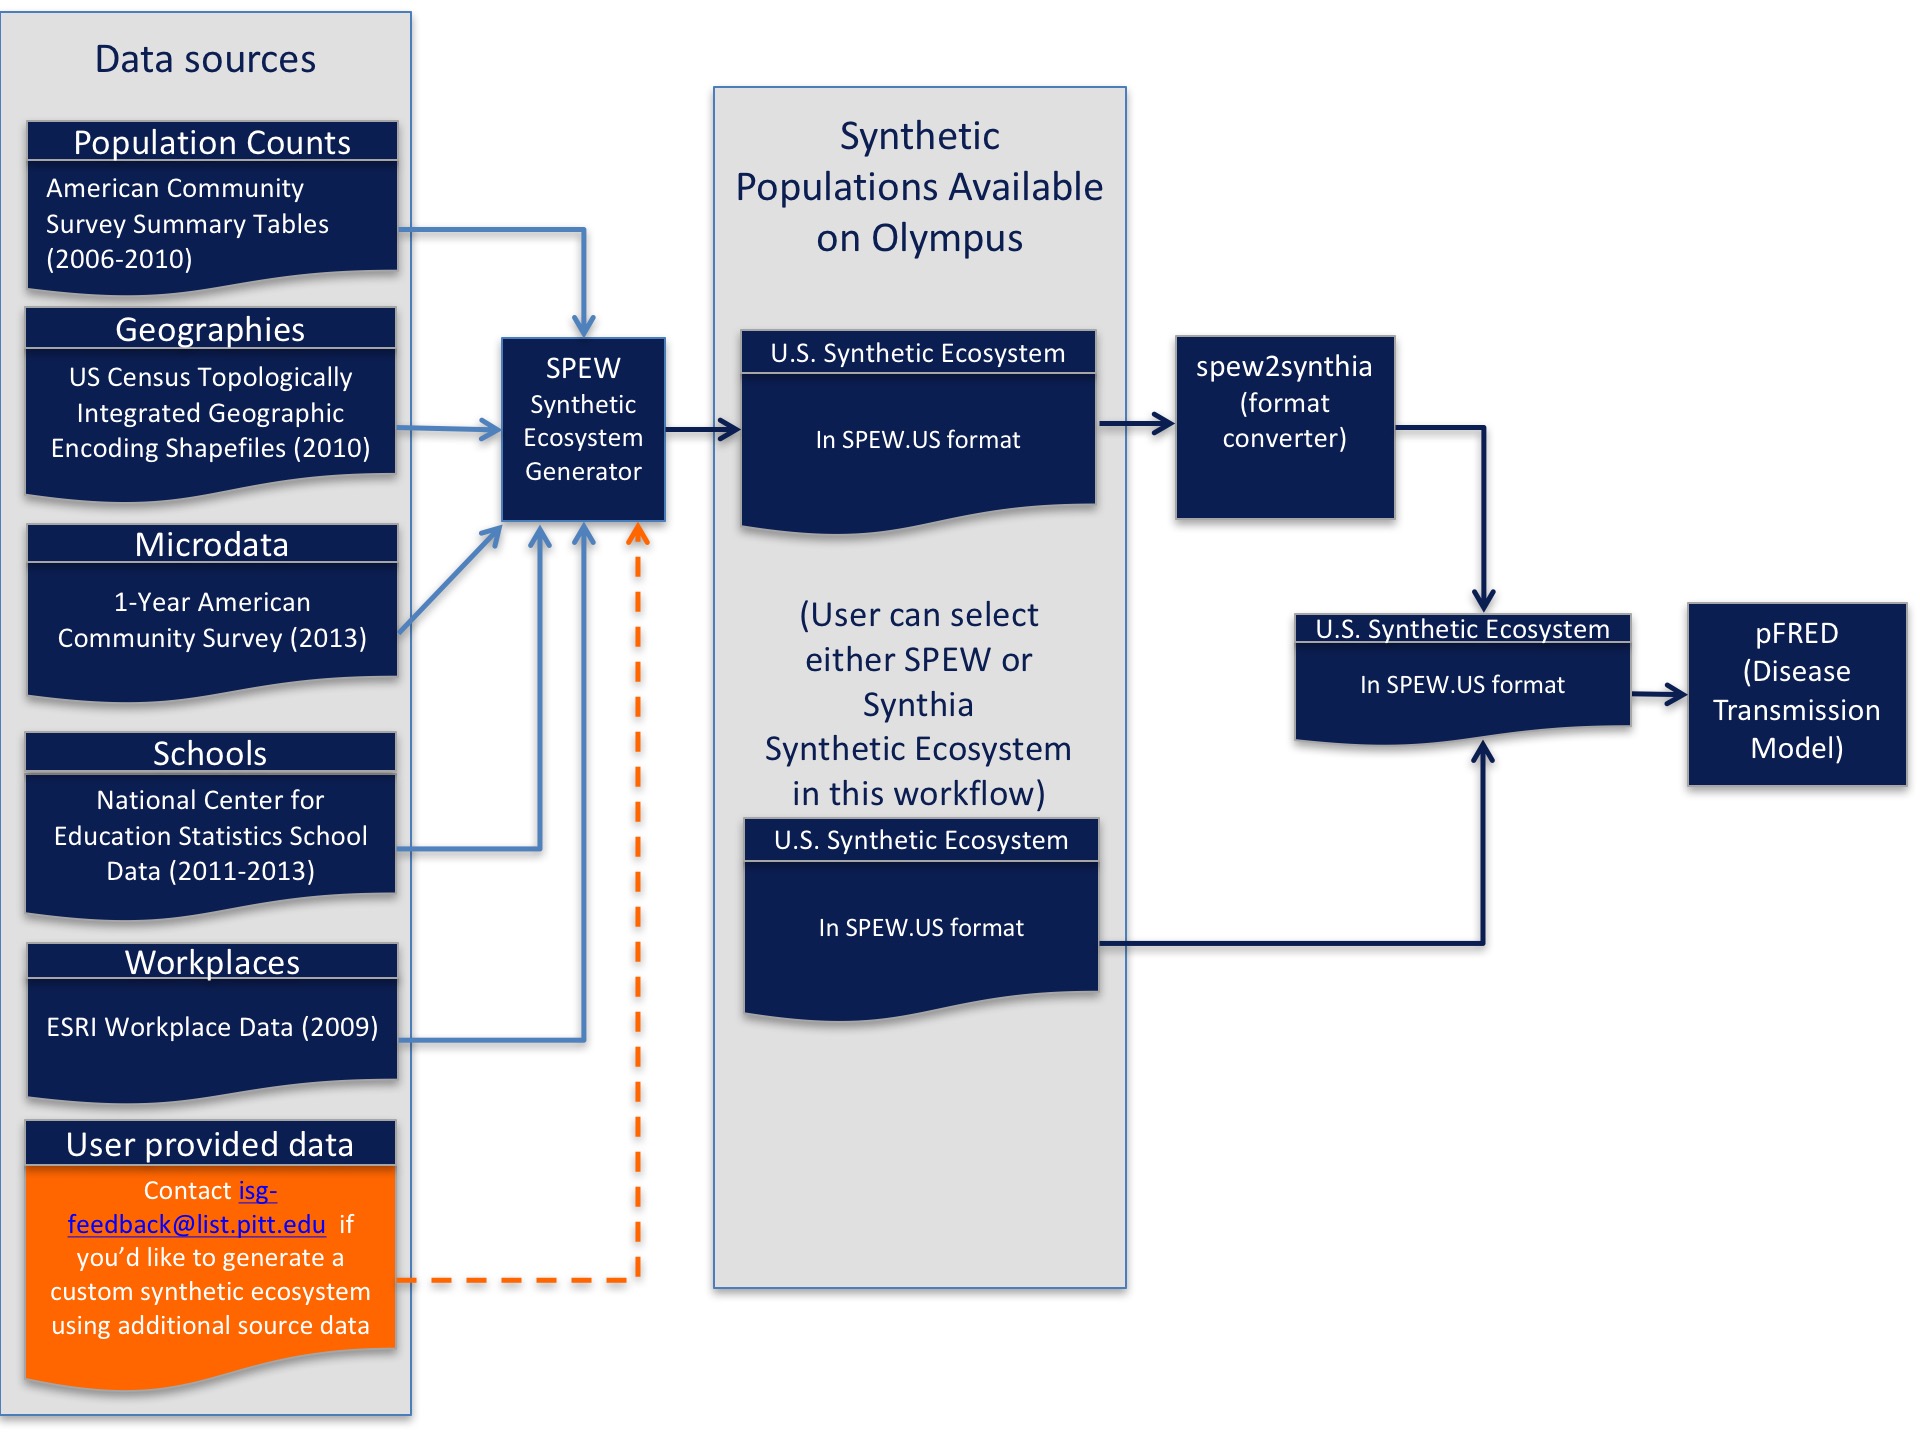 Data sources
Population Counts
American Community
Survey Summary Tables
(2006-2010)
Geographies
US Census Topologically
Integrated Geographic
Encoding Shapefiles (2010)
Microdata
1-Year American
Community Survey (2013)
Schools
National Center for
Education Statistics School
Data (2011-2013)
Workplaces
ESRI Workplace Data (2009)
User provided data
Contact isg-
feedback@list.pitt.edu if
you’d like to generate a
custom synthetic ecosystem
using additional source data
SPEW
Synthetic
Ecosystem
Generator
Synthetic
Populations Available
on Olympus
U.S. Synthetic Ecosystem
In SPEW.US format
(User can select
either SPEW or
Synthia
Synthetic Ecosystem
in this workflow)
U.S. Synthetic Ecosystem
In SPEW.US format
spew2synthia
(format
converter)
U.S. Synthetic Ecosystem
In SPEW.US format
pFRED
(Disease
Transmission
Model)